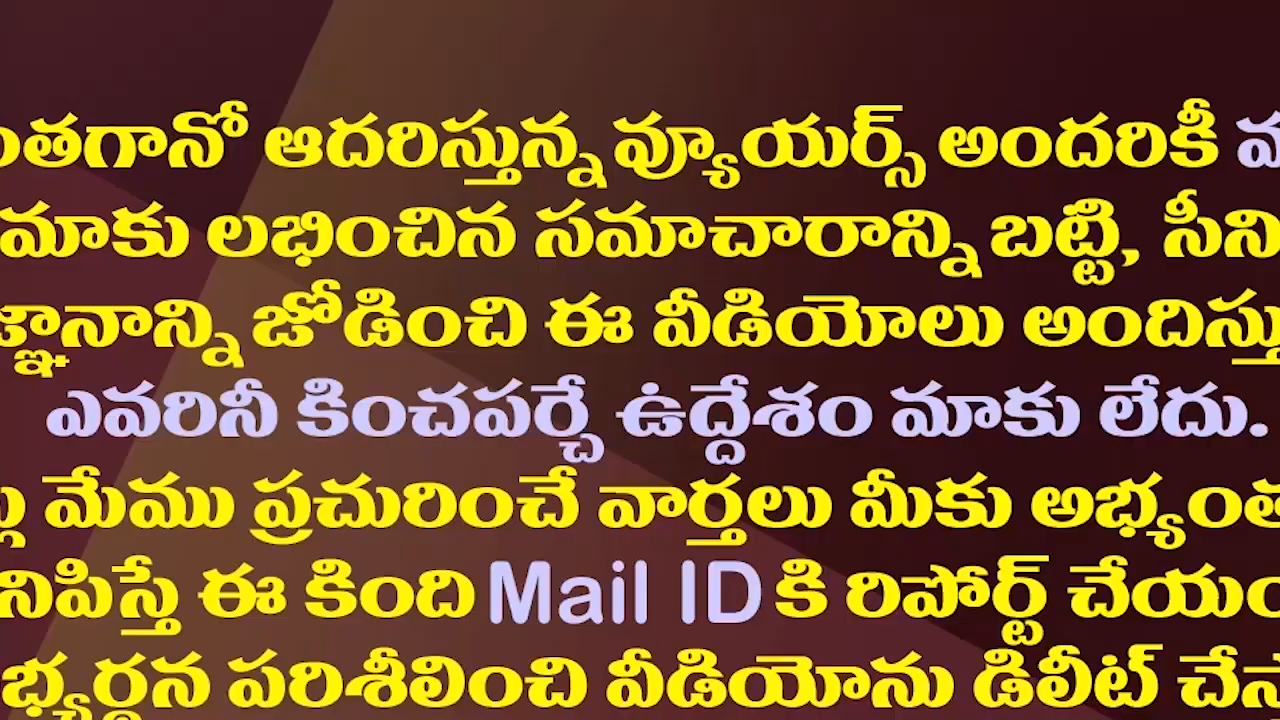 ంతగానో ఆదరిస్తున్న వ్యూయర్స్ అందరికీ
మాకు లభించిన సమాచారాన్ని బట్టి, సీని
జ్ఞానాన్ని జోడించి ఈ వీడియోలు అందిస్తు
ఎవరినీ కించపర్చే ఉద్దేశం మాకు లేదు.
మేము ప్రచురించే వార్తలు మీకు అభ్యంత
నిపిస్తే ఈ కింది Mail ID కి రిపోర్ట్ చేయం
భ్యర్థన పరిశీలించి వీడియోను డిలీట్ చేస